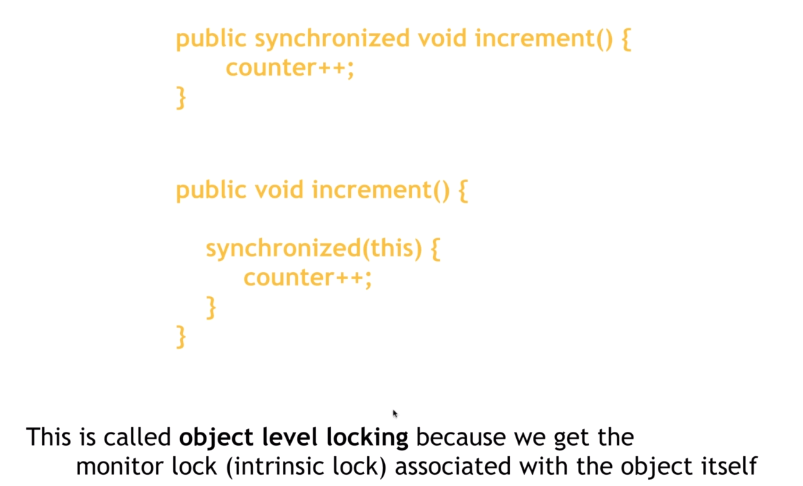 public synchronized void increment() {
counter++;
}
public void increment() {
synchronized(this) {
counter++;
}
}
This is called object level locking because we get the
monitor lock (intrinsic lock) associated with the object itself